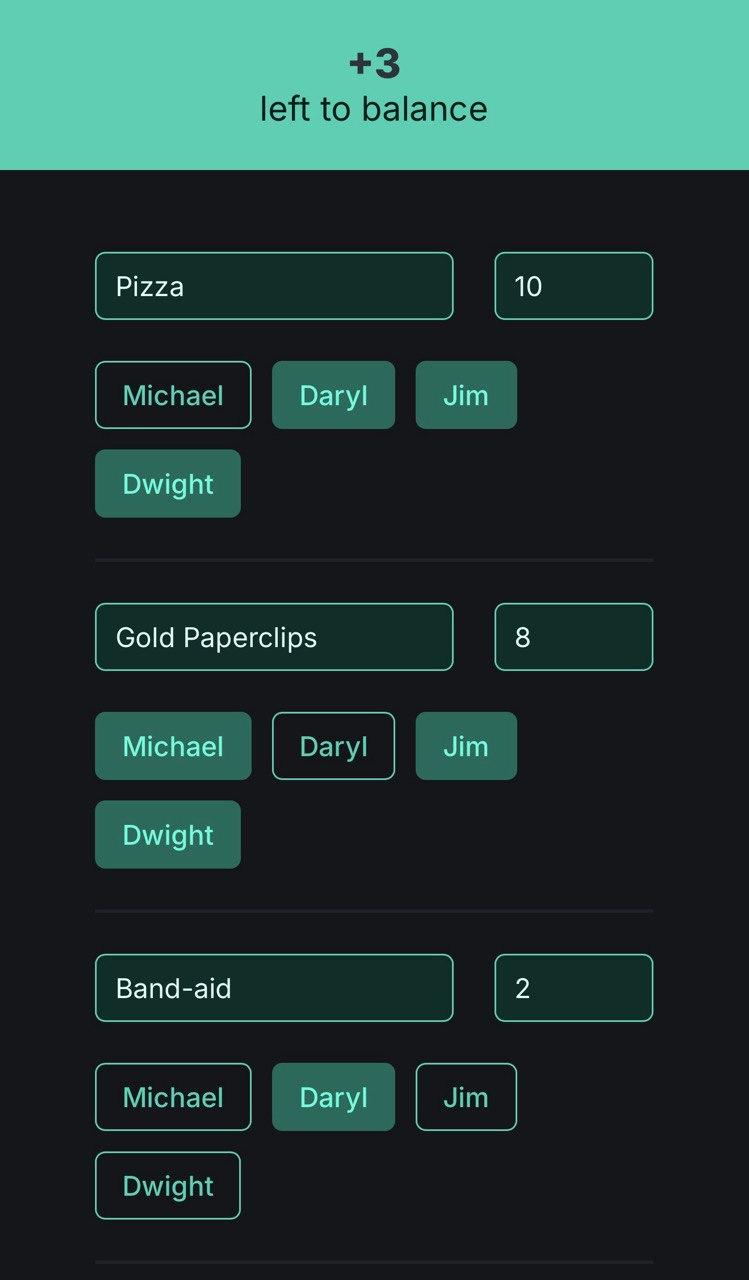 +3
left to balance
Pizza 10
Michael Daryl Jim
Dwight
Gold Paperclips 8
Michael Daryl Jim
Dwight
Band-aid 2
Michael Daryl Jim
Dwight